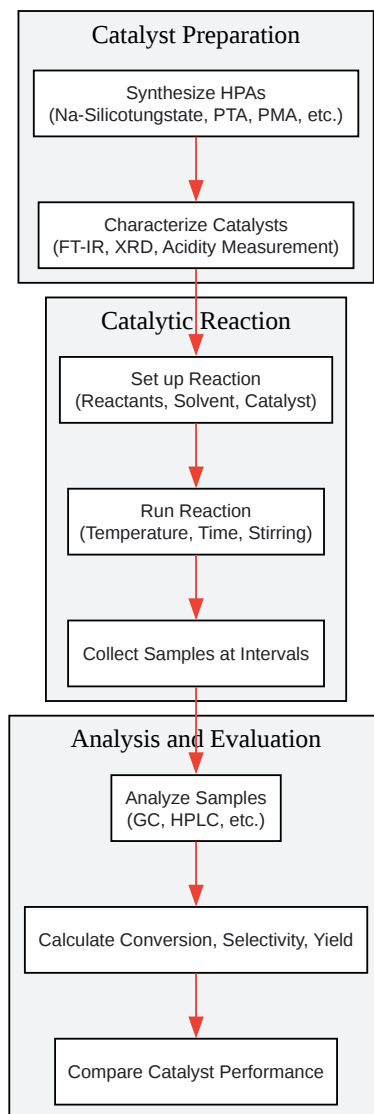 Catalyst Preparation
Synthesize HPAs
(Na-Silicotungstate, PTA, PMA, etc.)
Characterize Catalysts
(FT-IR, XRD, Acidity Measurement)
Catalytic Reaction
Set up Reaction
(Reactants, Solvent, Catalyst)
Run Reaction
(Temperature, Time, Stirring)
Collect Samples at Intervals
Analysis and Evaluation
Analyze Samples
(GC, HPLC, etc.)
Calculate Conversion, Selectivity, Yield
Compare Catalyst Performance